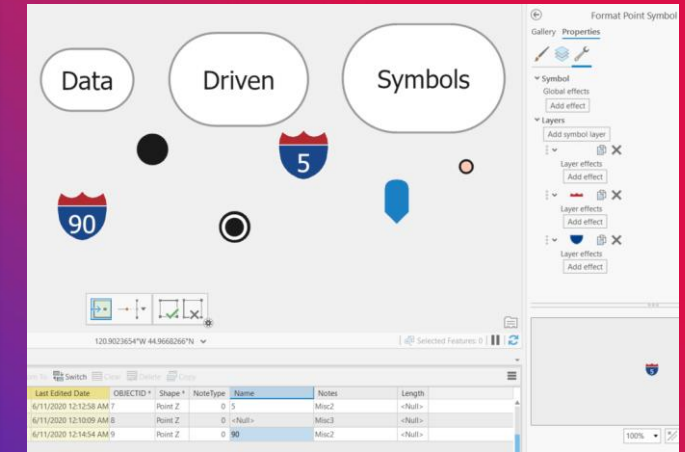 Format Point Symbol
Gallery Properties
Data
Driven
Symbols
Symbol
Global effects
Add effect
Layers
Add symbol layer
Layer effects
Add effect
Layer effects
Add effect
Layer effects
Add effect
5
90
120.9023654°W 44.9668266°N
Selected Features: 0
Switch Clear Delete Copy
Last Edited Date OBJECTID * Shape * NoteType Name Notes Length
6/11/2020 12:12:58 AM 7 Point Z 0 5 Misc2 <Null>
6/11/2020 12:10:09 AM 8 Point Z 0 <Null> Misc3 <Null>
6/11/2020 12:14:54 AM 9 Point Z 0 90 Misc2 <Null>
5
100%